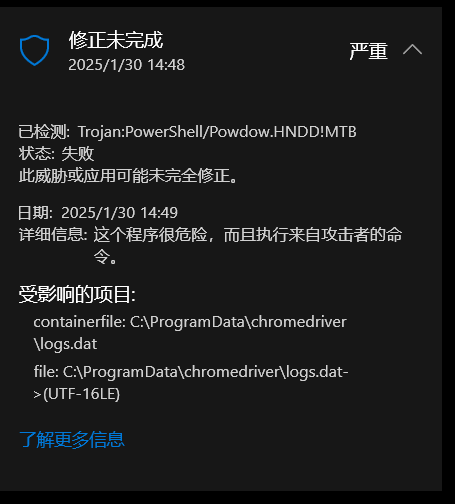 修正未完成
严重
2025/1/30 14:48
已检测: Trojan:PowerShell/Powdow.HNDD!MTB
状态: 失败
此威胁或应用可能未完全修正。
日期: 2025/1/30 14:49
详细信息: 这个程序很危险，而且执行来自攻击者的命
令。
受影响的项目:
containerfile: C:\ProgramData\chromedriver
\logs.dat
file: C:\ProgramData\chromedriver\logs.dat-
>(UTF-16LE)
了解更多信息